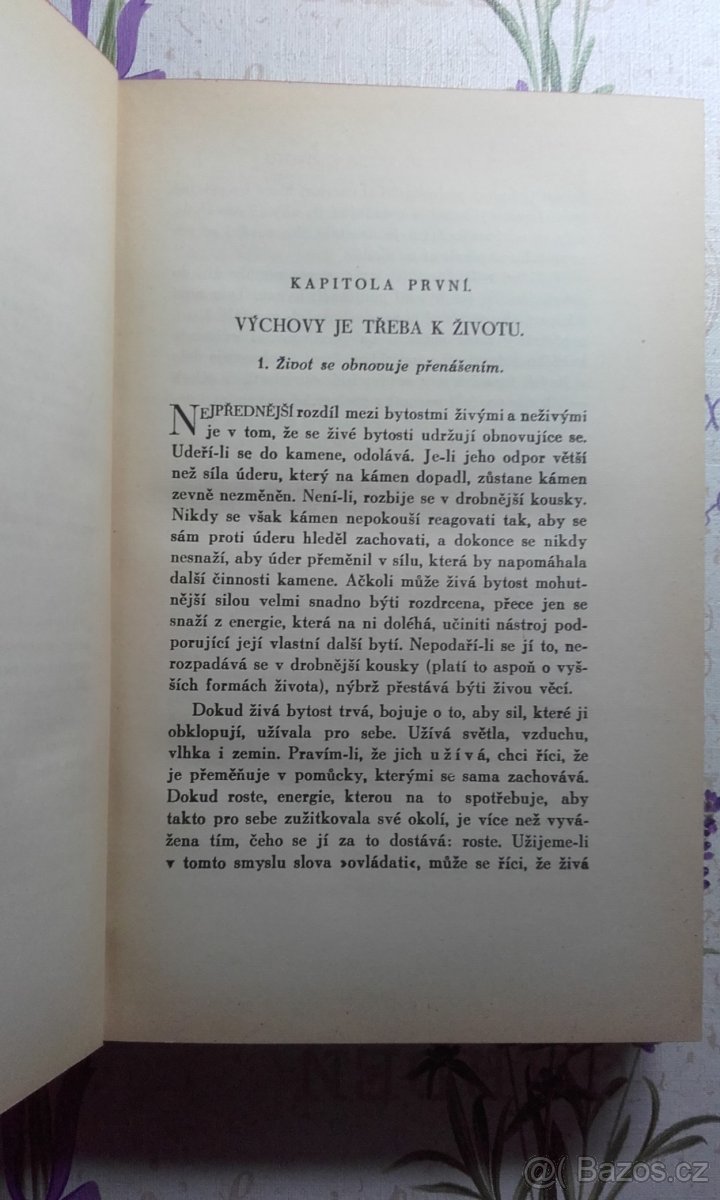 KAPITOLA PRVNÍ.
VÝCHOVY JE TŘEBA K ŽIVOTU.
1. Život se obnovuje přenášením.
NEJPŘEDNĚJŠÍ rozdíl mezi bytostmi živými a neživými
je v tom, že se živé bytosti udržují obnovujíce se.
Udeří-li se do kamene, odolává. Je-li jeho odpor větší
než síla úderu, který na kámen dopadl, zůstane kámen
zevně nezměněn. Není-li, rozbije se v drobnější kousky.
Nikdy se však kámen nepokouší reagovati tak, aby se
sám proti úderu hleděl zachovati, a dokonce se nikdy
nesnaží, aby úder přeměnil v sílu, která by napomáhala
další činnosti kamene. Ačkoli může živá bytost mohut-
nější silou velmi snadno býti rozdrcena, přece jen se
snaží z energie, která na ni doléhá, učiniti nástroj pod-
porující její vlastní další bytí. Nepodaří-li se jí to, ne-
rozpadává se v drobnější kousky (platí to aspoň o vyš-
ších formách života), nýbrž přestává býti živou věcí.
Dokud živá bytost trvá, bojuje o to, aby sil, které ji
obklopují, užívala pro sebe. Užívá světla, vzduchu,
vlhka i zemin. Pravím-li, že jich užívá, chci říci, že
je přeměňuje v pomůcky, kterými se sama zachovává.
Dokud roste, energie, kterou na to spotřebuje, aby
takto pro sebe zužitkovala své okolí, je více než vyvá-
žena tím, čeho se jí za to dostává: roste. Užijeme-li
v tomto smyslu slova ›ovládati‹, může se říci, že živá
@( Bazos.cz